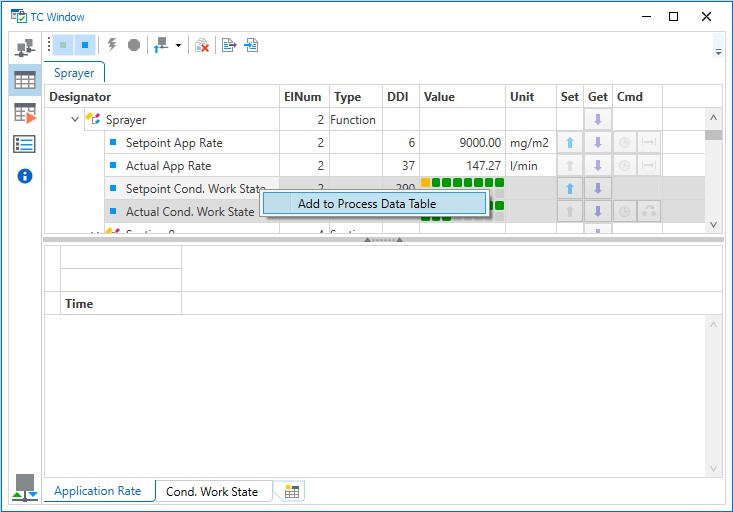 TC Window
Sprayer
Designator ElNum Type DDI Value Unit Set Get Cmd
Sprayer 2 Function
Setpoint App Rate 2 6 9000.00 mg/m2
Actual App Rate 2 37 147.27 l/min
Setpoint Cond. Work State 2 290
Actual Cond. Work State
Add to Process Data Table
Time
Application Rate Cond. Work State